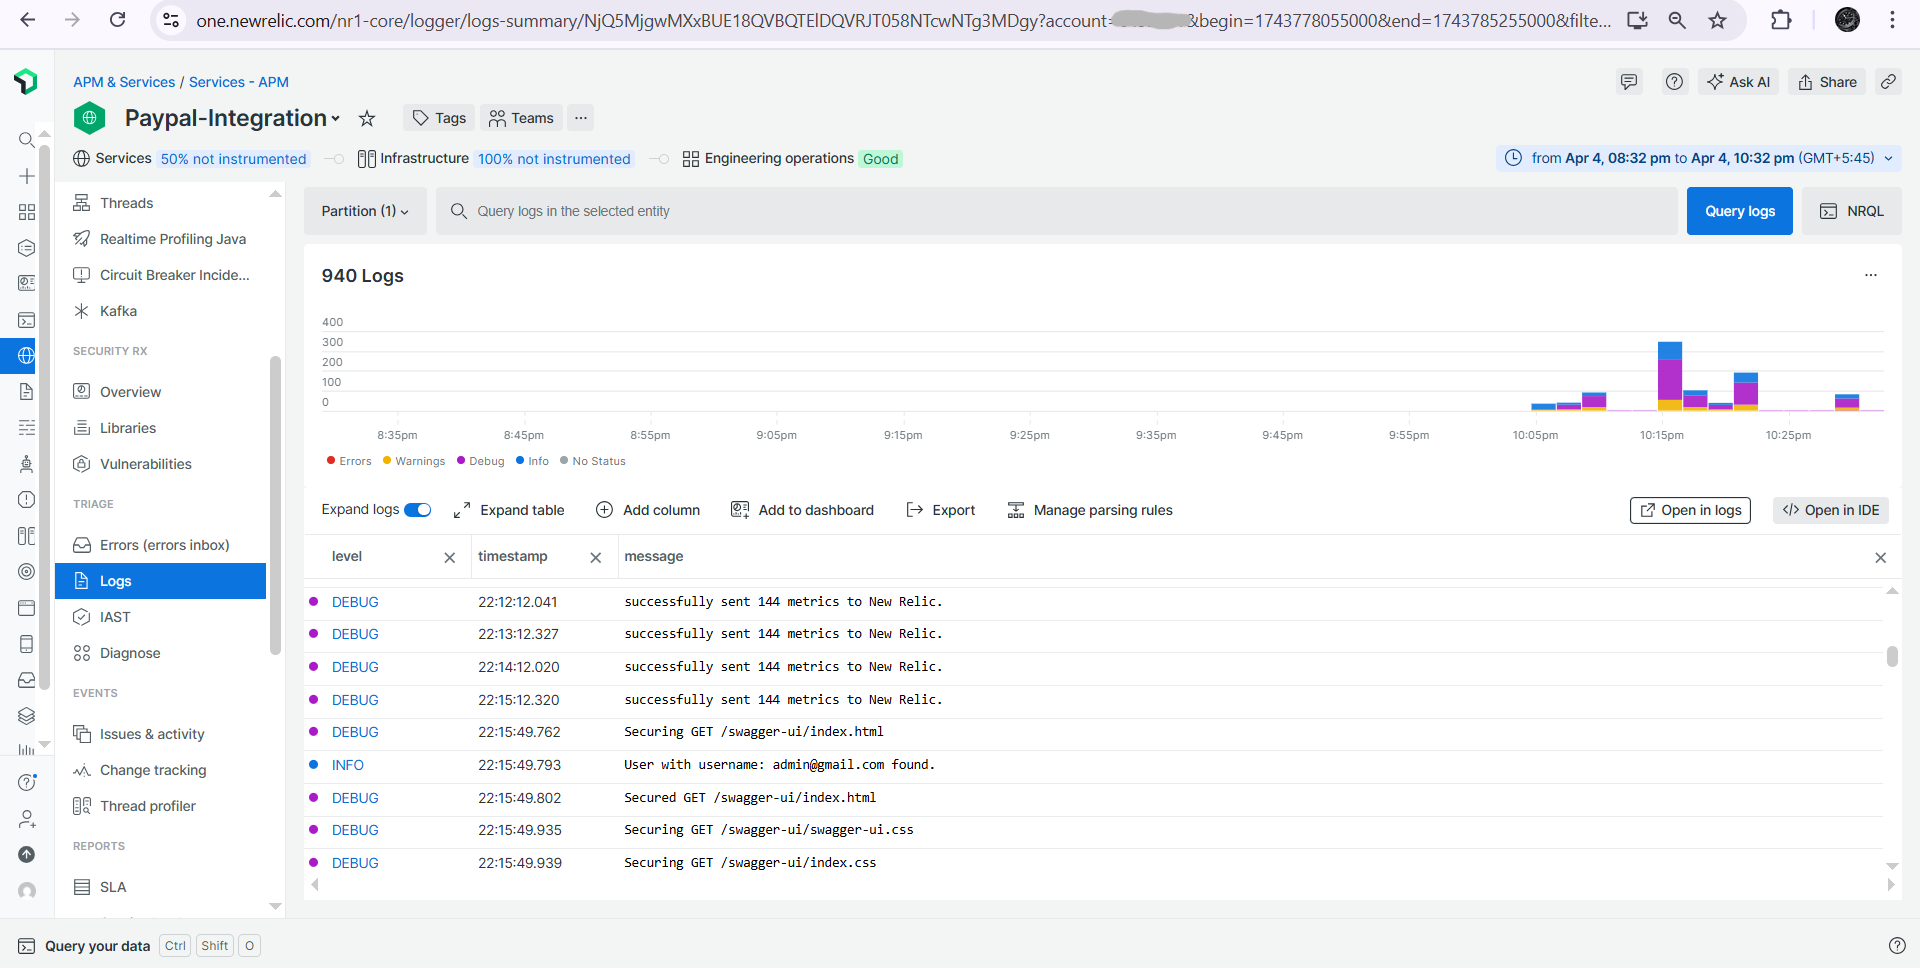 one.newrelic.com/nr1-core/logger/logs-summary/NjQ5MjgwMXxBUE18QVBQTElDQVRJT058NTcwNTg3MDgy?account= &begin=1743778055000&end=1743785255000&filte...
APM & Services / Services - APM
Ask AI
Share
Paypal-Integration
Tags
Teams
...
Services 50% not instrumented
Infrastructure 100% not instrumented
Engineering operations Good
from Apr 4, 08:32 pm to Apr 4, 10:32 pm (GMT+5:45)
Threads
Realtime Profiling Java
Circuit Breaker Incide...
Kafka
SECURITY RX
Overview
Libraries
Vulnerabilities
TRIAGE
Errors (errors inbox)
Logs
IAST
Diagnose
EVENTS
Issues & activity
Change tracking
Thread profiler
REPORTS
SLA
Partition (1)
Query logs in the selected entity
Query logs
NRQL
940 Logs
...
400
300
200
100
0
8:35pm 8:45pm 8:55pm 9:05pm 9:15pm 9:25pm 9:35pm 9:45pm 9:55pm 10:05pm 10:15pm 10:25pm
Errors Warnings Debug Info No Status
Expand logs
Expand table
Add column
Add to dashboard
Export
Manage parsing rules
Open in logs
Open in IDE
level timestamp message
DEBUG 22:12:12.041 successfully sent 144 metrics to New Relic.
DEBUG 22:13:12.327 successfully sent 144 metrics to New Relic.
DEBUG 22:14:12.020 successfully sent 144 metrics to New Relic.
DEBUG 22:15:12.320 successfully sent 144 metrics to New Relic.
DEBUG 22:15:49.762 Securing GET /swagger-ui/index.html
INFO 22:15:49.793 User with username: admin@gmail.com found.
DEBUG 22:15:49.802 Secured GET /swagger-ui/index.html
DEBUG 22:15:49.935 Securing GET /swagger-ui/swagger-ui.css
DEBUG 22:15:49.939 Securing GET /swagger-ui/index.css
Query your data Ctrl Shift O